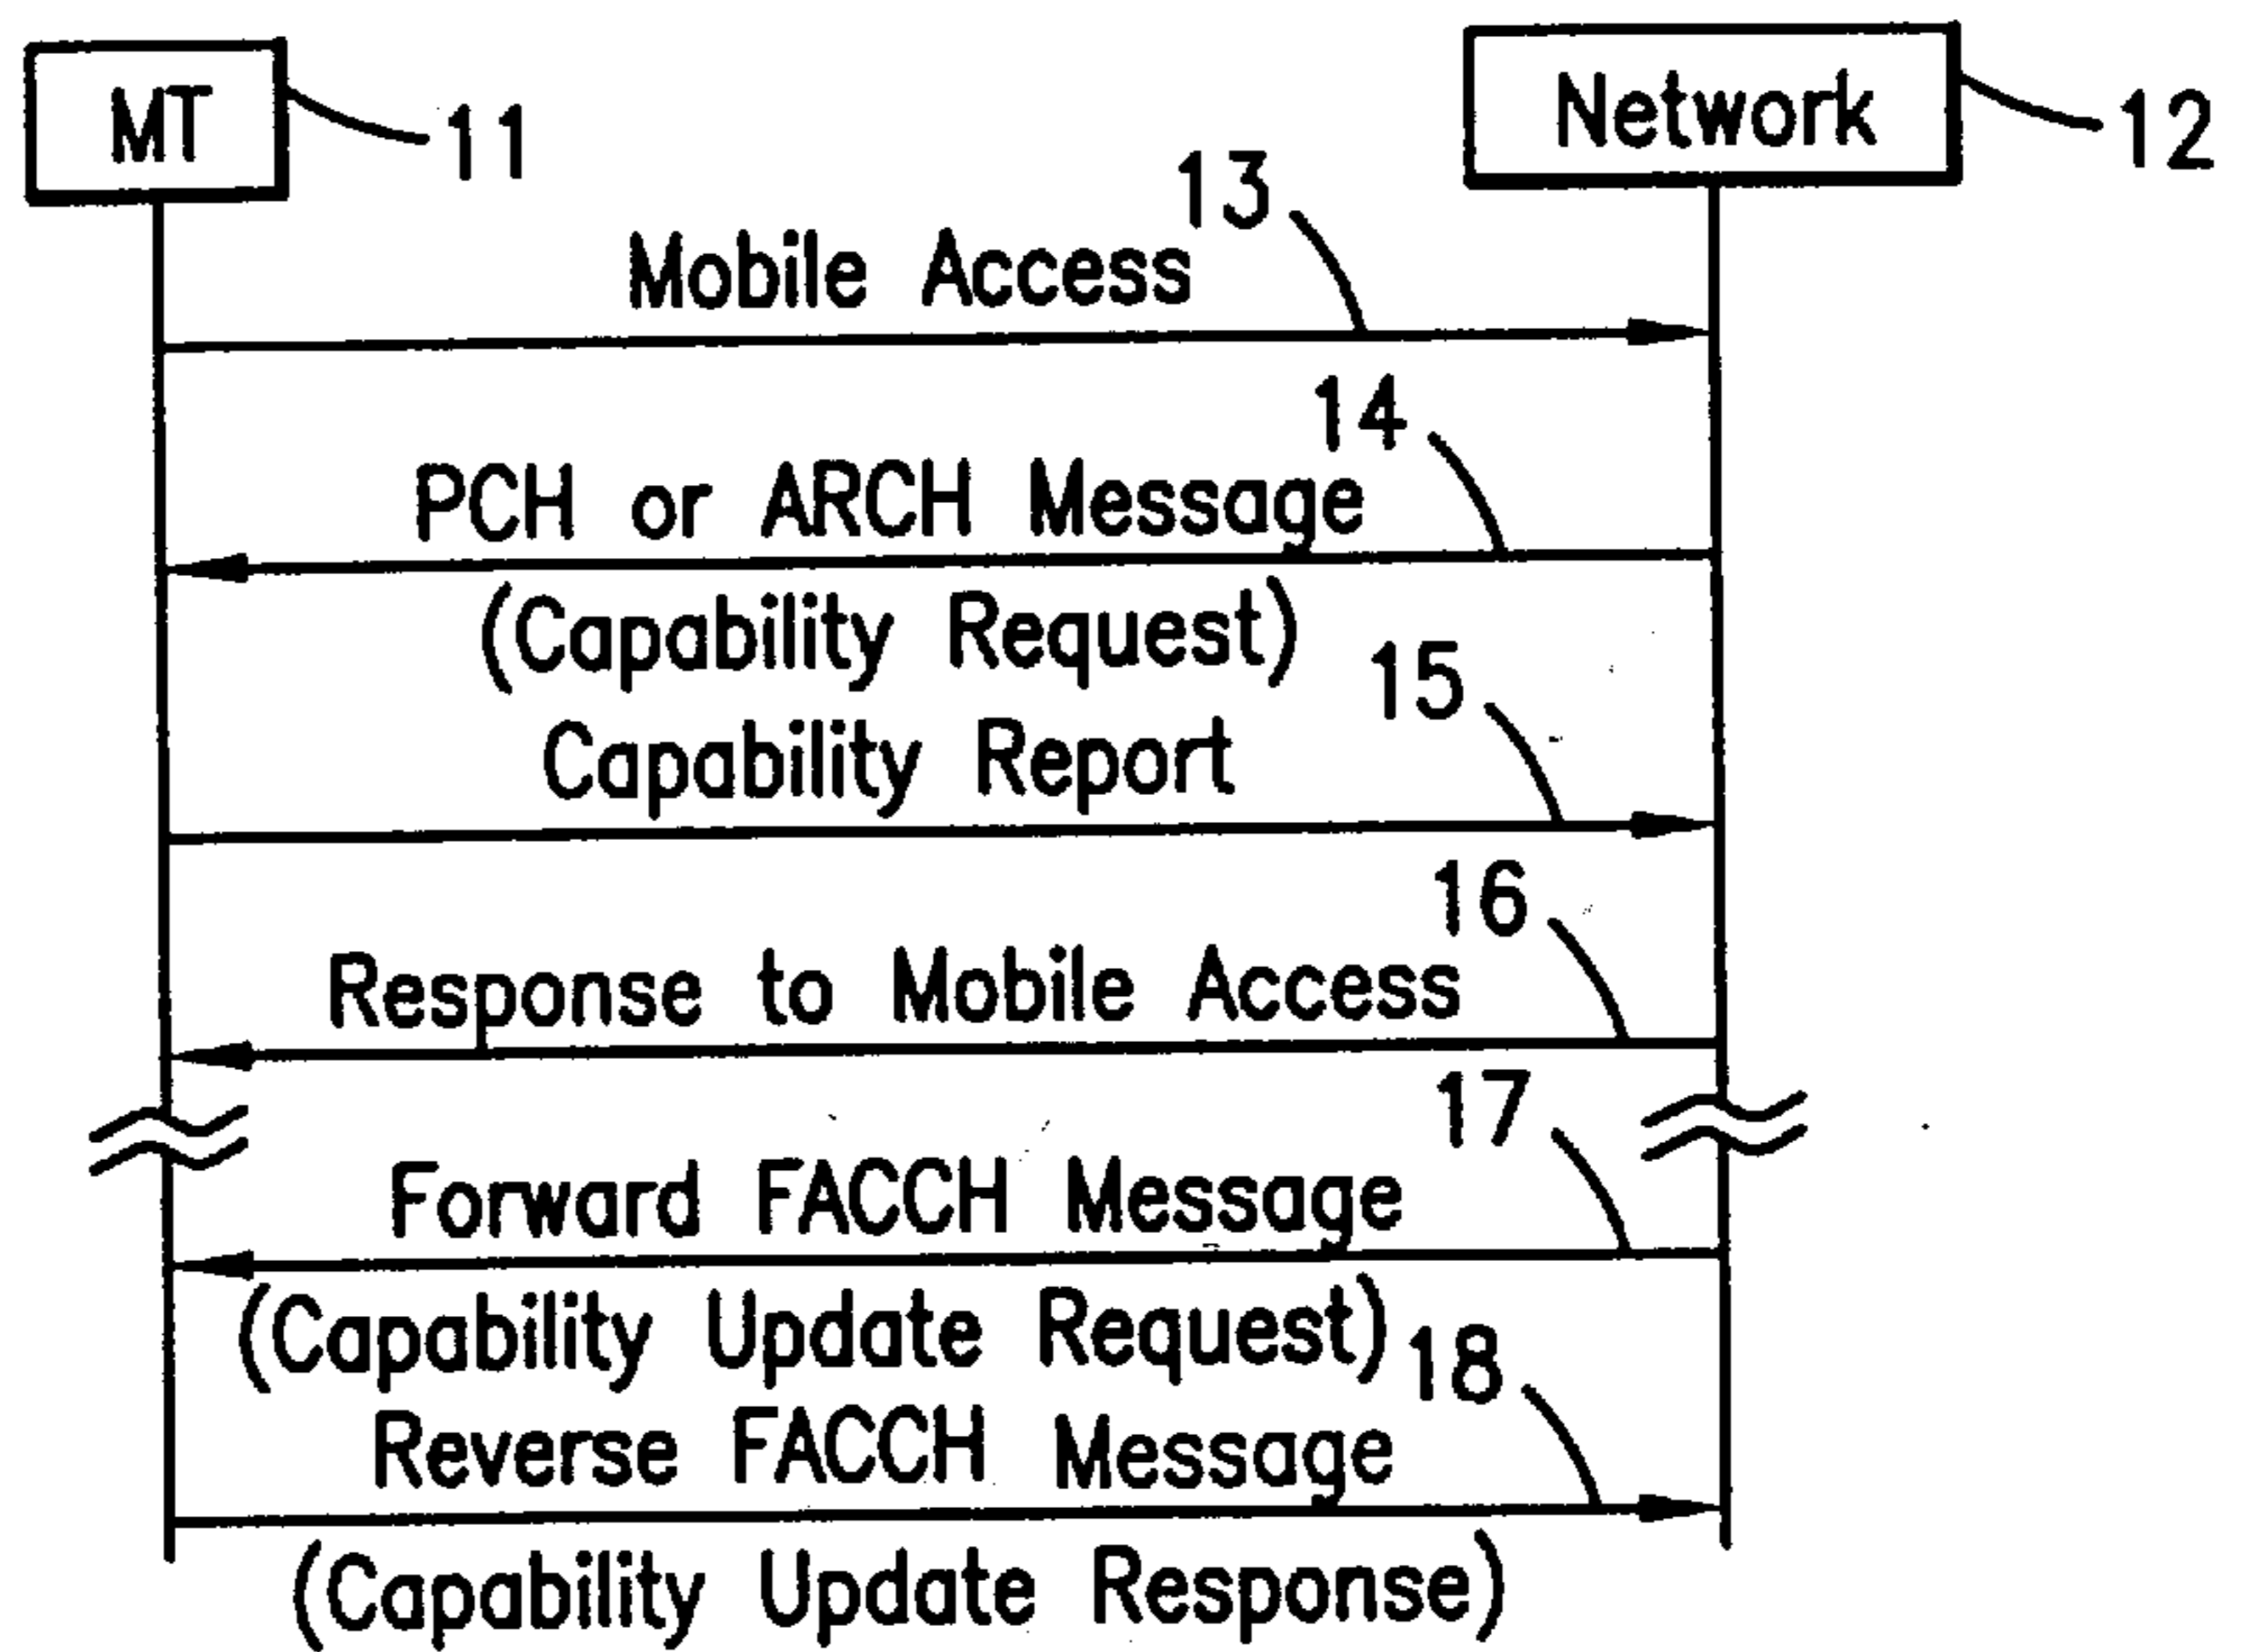 MT
11
Network
12
13
Mobile Access
14
PCH or ARCH Message
(Capability Request)
15
Capability Report
16
Response to Mobile Access
17
Forward FACCH Message
(Capability Update Request)
18
Reverse FACCH Message
(Capability Update Response)